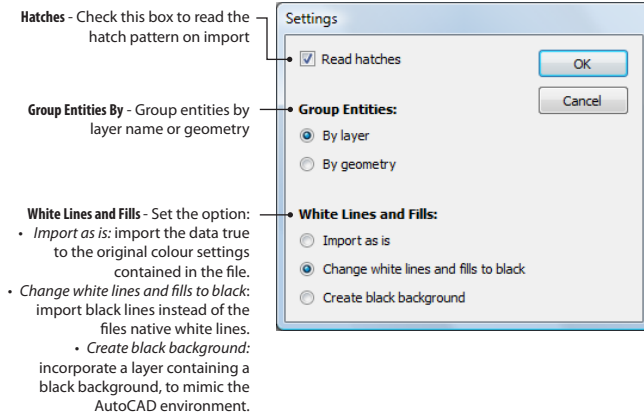 Hatches - Check this box to read the
hatch pattern on import
Group Entities By - Group entities by
layer name or geometry
White Lines and Fills - Set the option:
• Import as is: import the data true
to the original colour settings
contained in the file.
• Change white lines and fills to black:
import black lines instead of the
files native white lines.
• Create black background:
incorporate a layer containing a
black background, to mimic the
AutoCAD environment.
Settings
Read hatches
OK
Cancel
Group Entities:
By layer
By geometry
White Lines and Fills:
Import as is
Change white lines and fills to black
Create black background